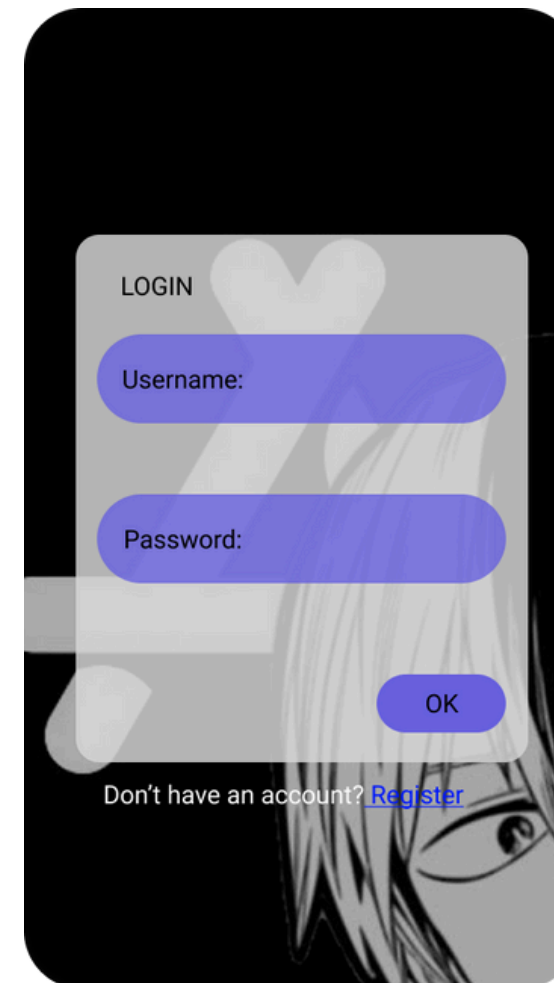 LOGIN
Username:
Password:
OK
Don’t have an account? Register